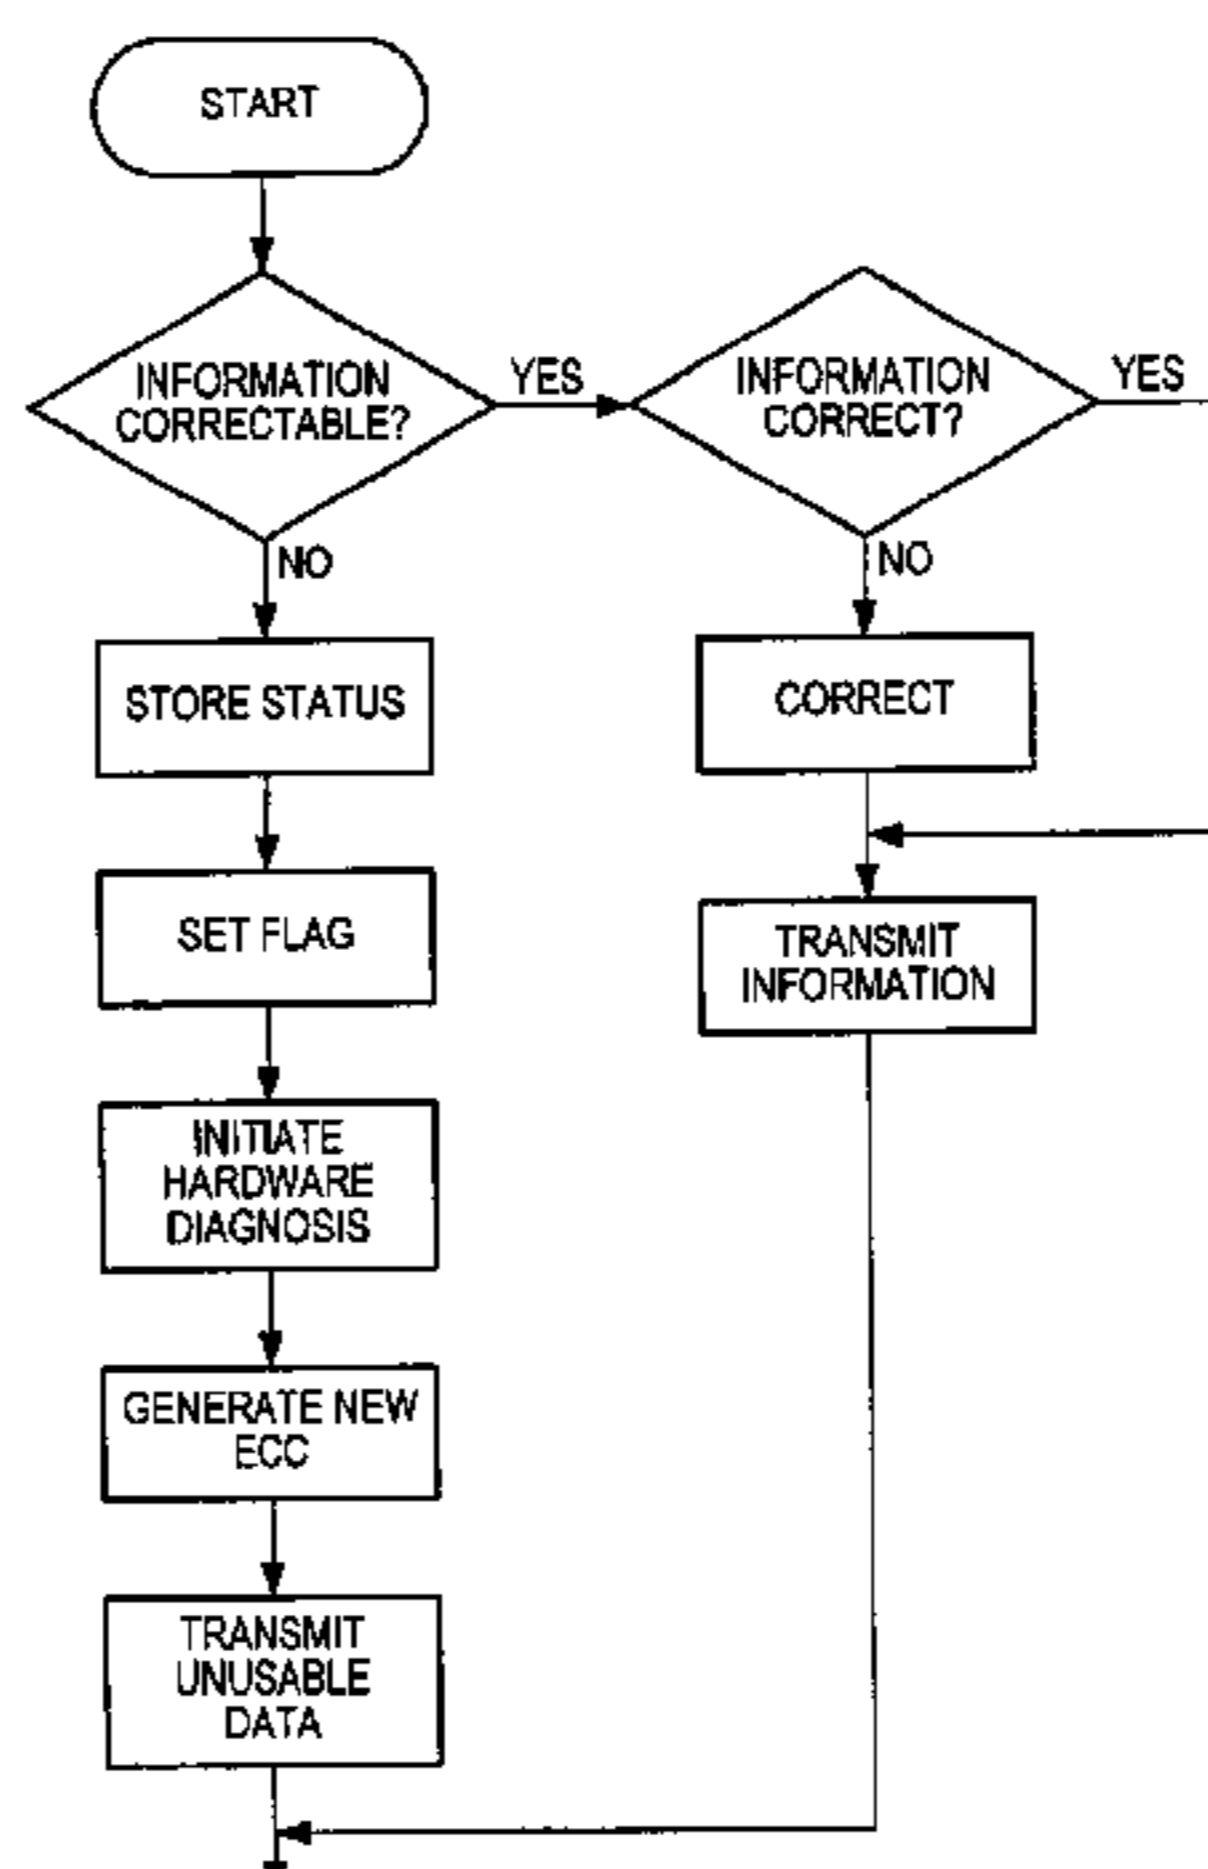 START
INFORMATION
CORRECTABLE?
YES
INFORMATION
CORRECT?
YES
NO
NO
STORE STATUS
CORRECT
SET FLAG
TRANSMIT
INFORMATION
INITIATE
HARDWARE
DIAGNOSIS
GENERATE NEW
ECC
TRANSMIT
UNUSABLE
DATA